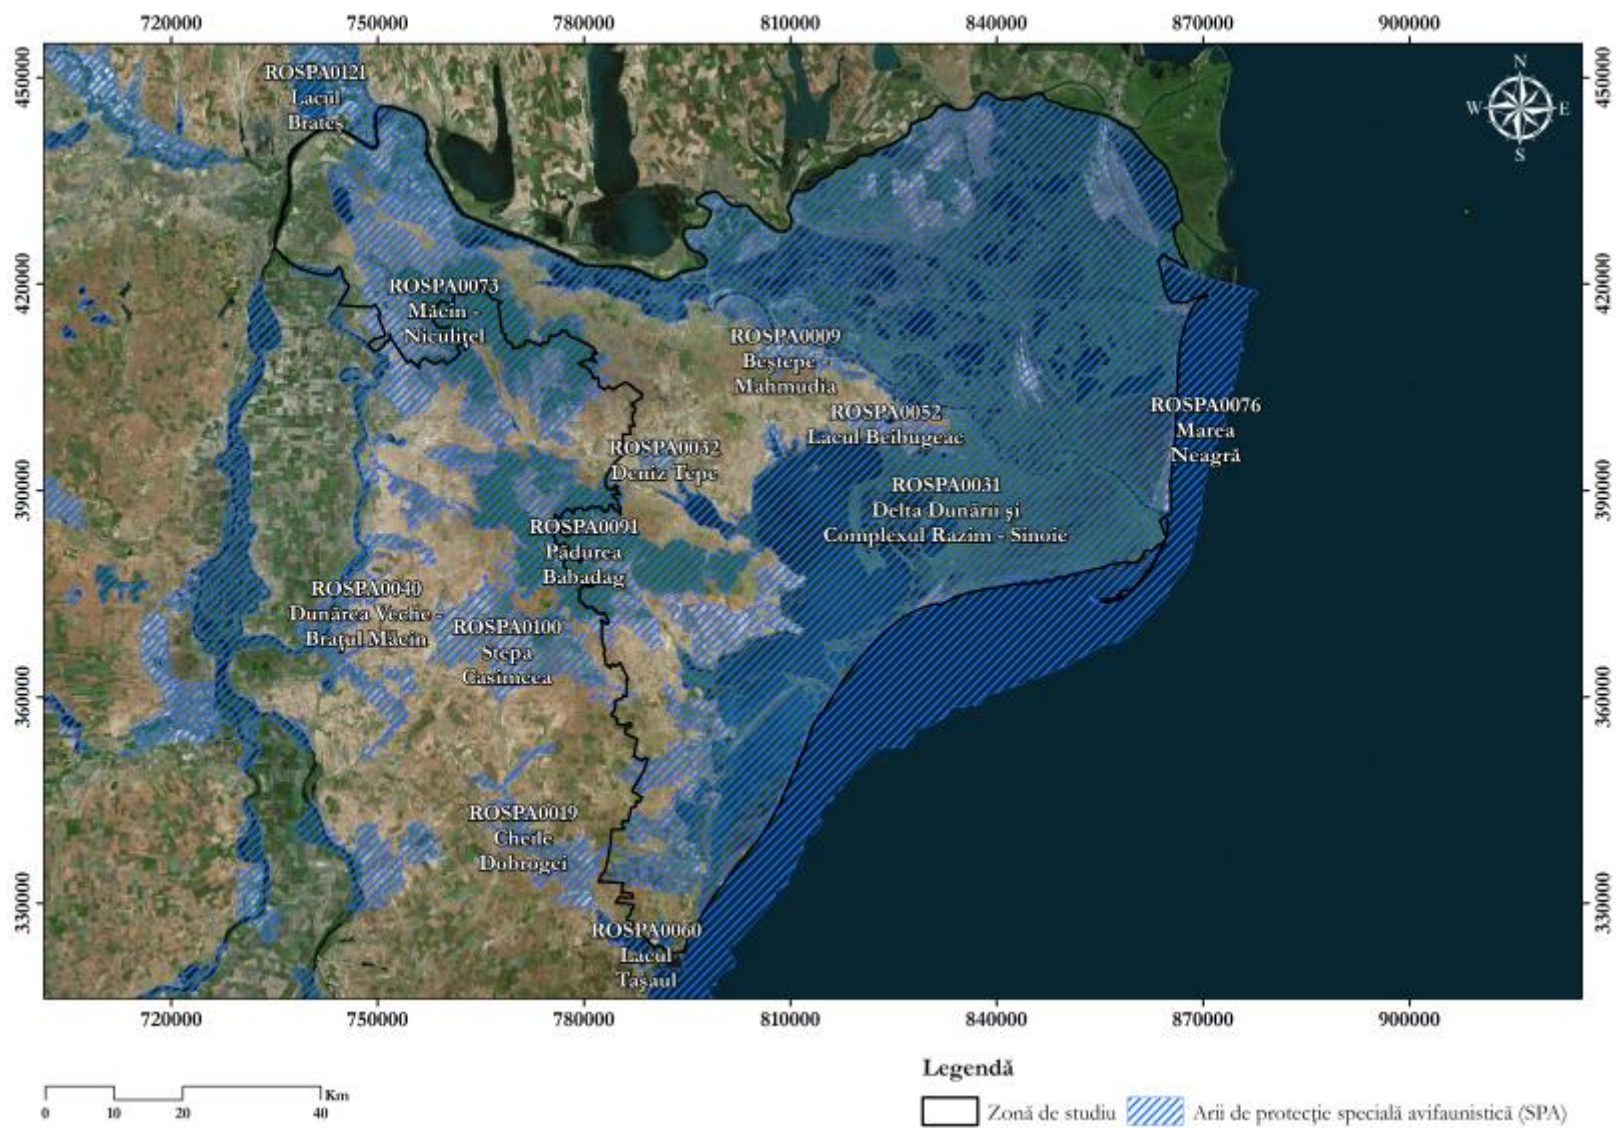 720000 750000 780000 810000 840000 870000 900000
450000 450000
420000 420000
390000 390000
360000 360000
330000 330000
N
W E
S
ROSPA0121
Lacul
Brateș
ROSPA0073
Măcin -
Niculițel
ROSPA0009
Beștepe
Mahmudia
ROSPA0052
Lacul Beibugeac
ROSPA0076
Marea
Neagră
ROSPA0032
Deniz Tepe
ROSPA0031
Delta Dunării și
Complexul Razim - Sinoie
ROSPA0091
Pădurea
Babadag
ROSPA0040
Dunărea Veche -
Brațul Măcin
ROSPA0100
Stepa
Casimcea
ROSPA0019
Cheile
Dobrogei
ROSPA0060
Lacul
Tașaul
720000 750000 780000 810000 840000 870000 900000
Km
0 10 20 40
Legendă
Zonă de studiu
Arii de protecție specială avifaunistică (SPA)